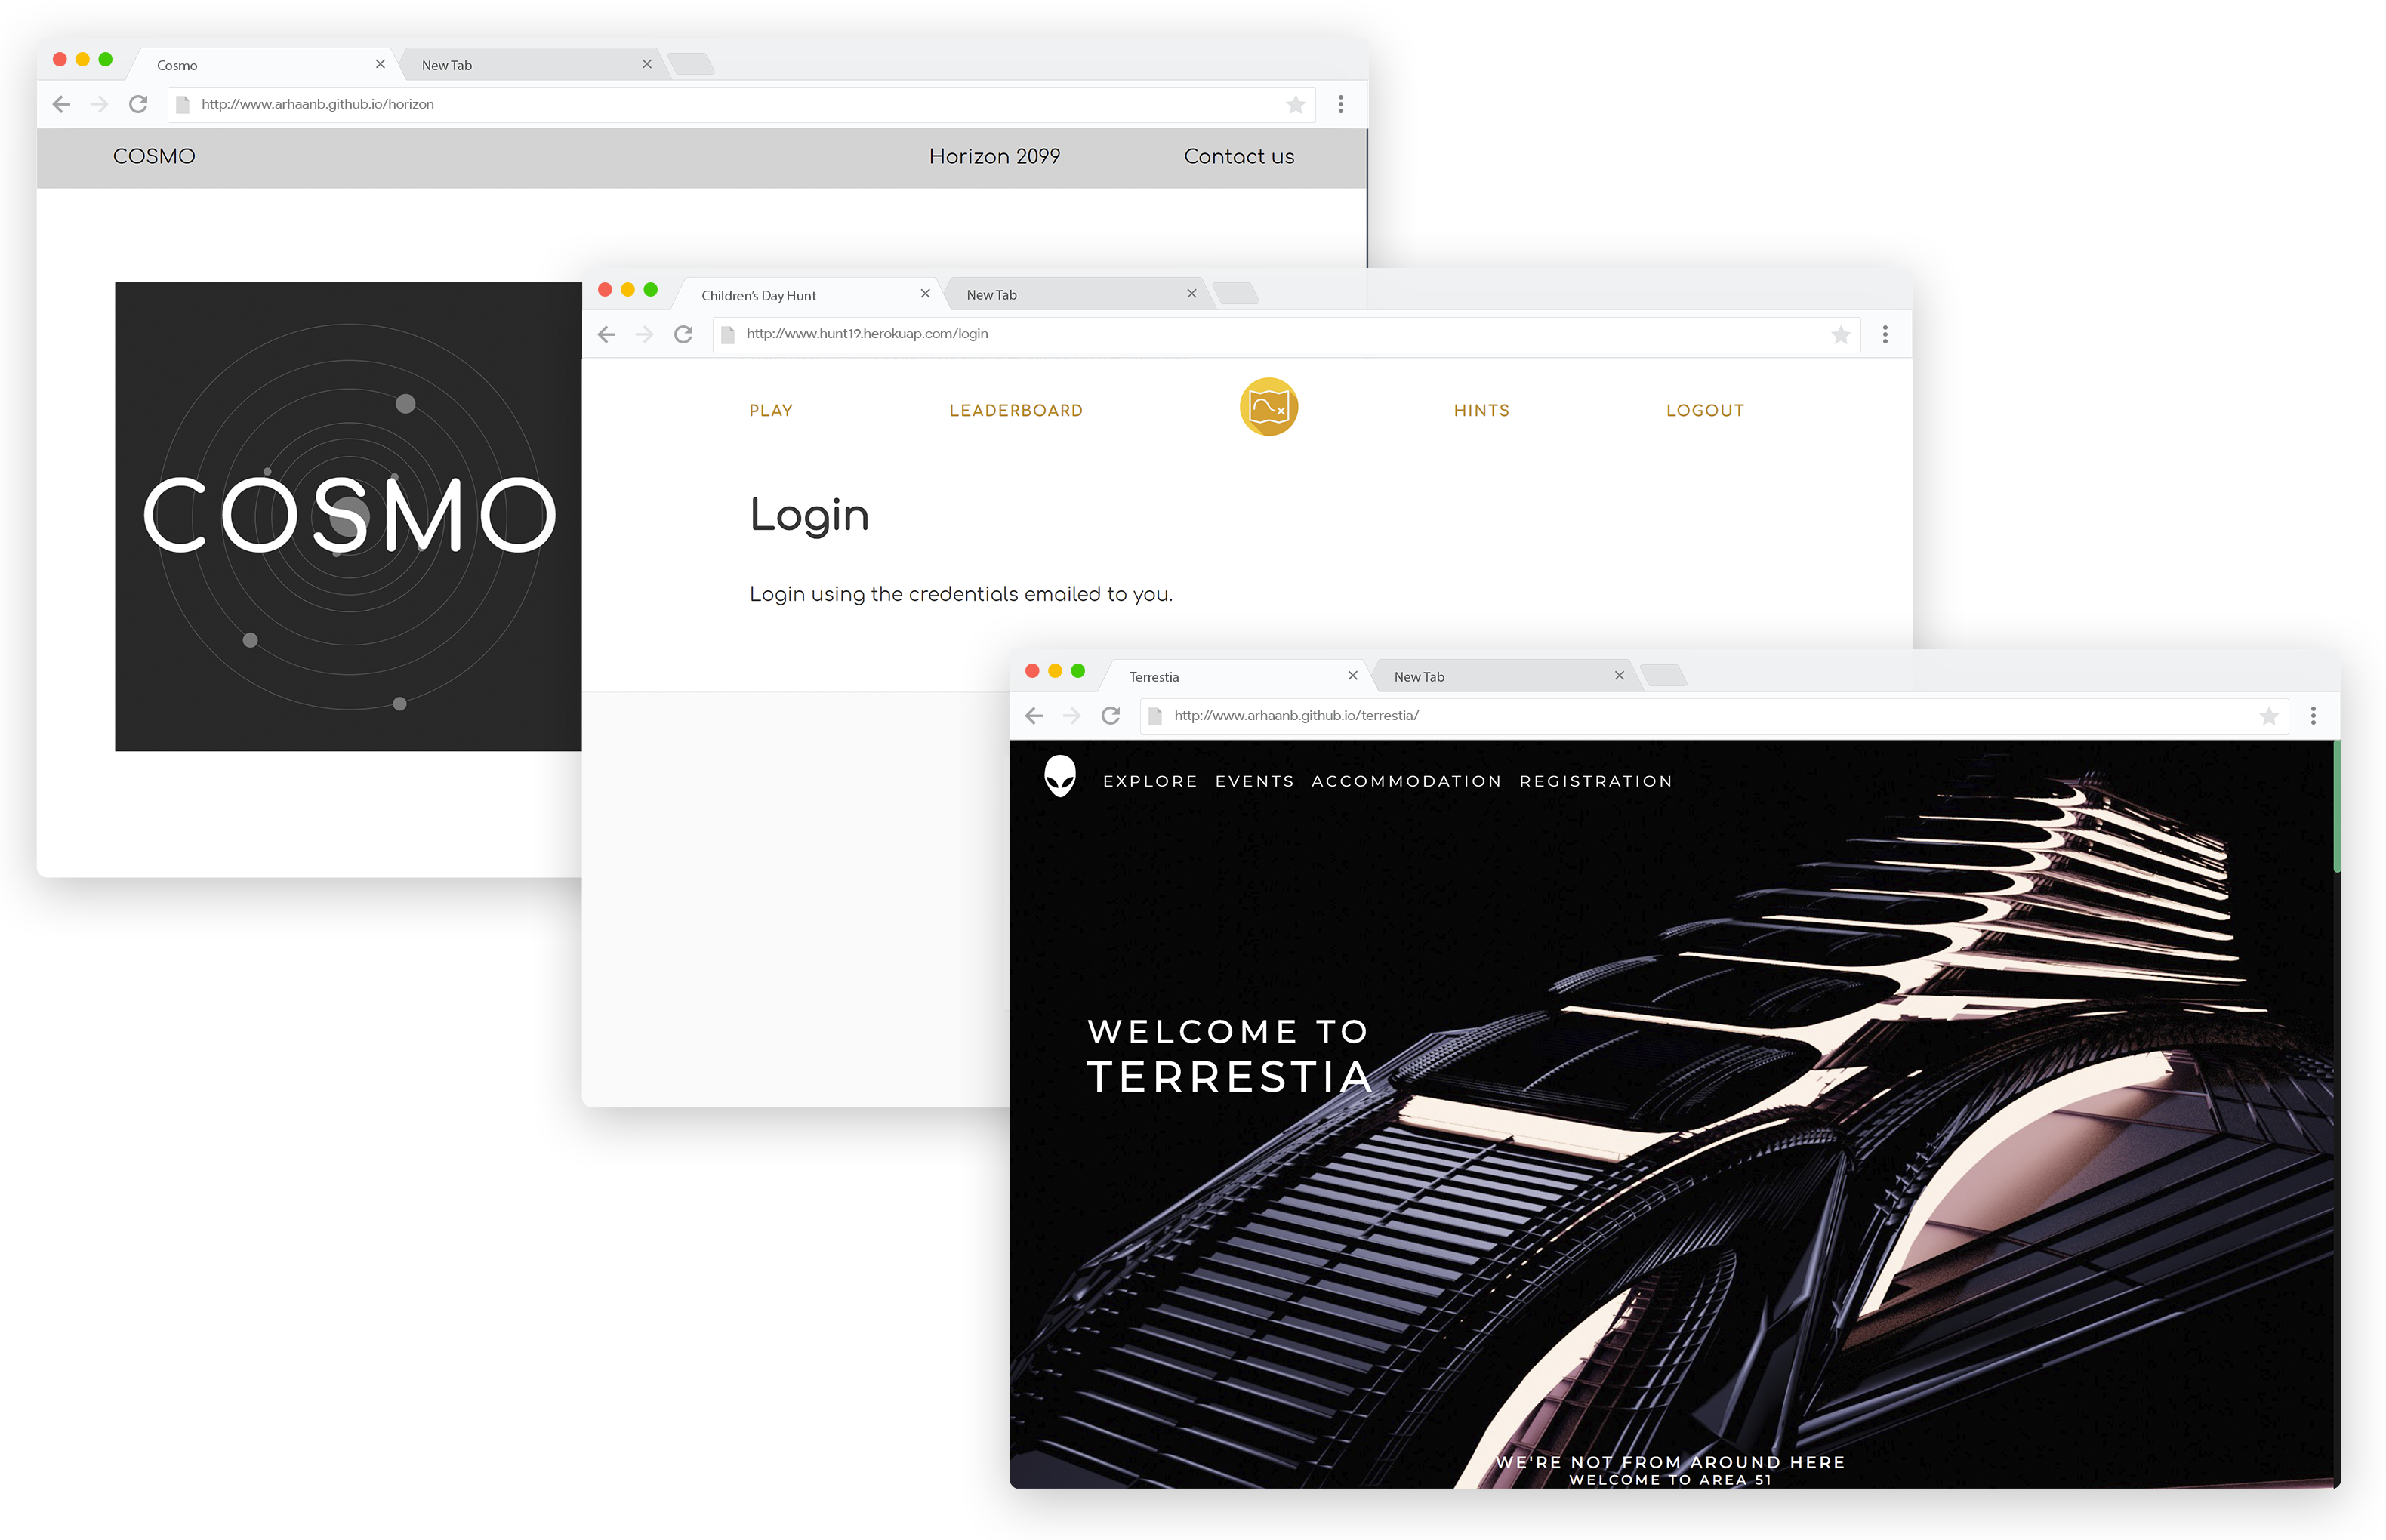 Cosmo
New Tab
http://www.arhaanb.github.io/horizon
COSMO Horizon 2099 Contact us
COSMO
Children's Day Hunt
New Tab
http://www.hunt19.herokuap.com/login
PLAY LEADERBOARD HINTS LOGOUT
Login
Login using the credentials emailed to you.
Terrestia
New Tab
http://www.arhaanb.github.io/terrestia/
EXPLORE EVENTS ACCOMMODATION REGISTRATION
WELCOME TO
TERRESTIA
WE'RE NOT FROM AROUND HERE
WELCOME TO AREA 51